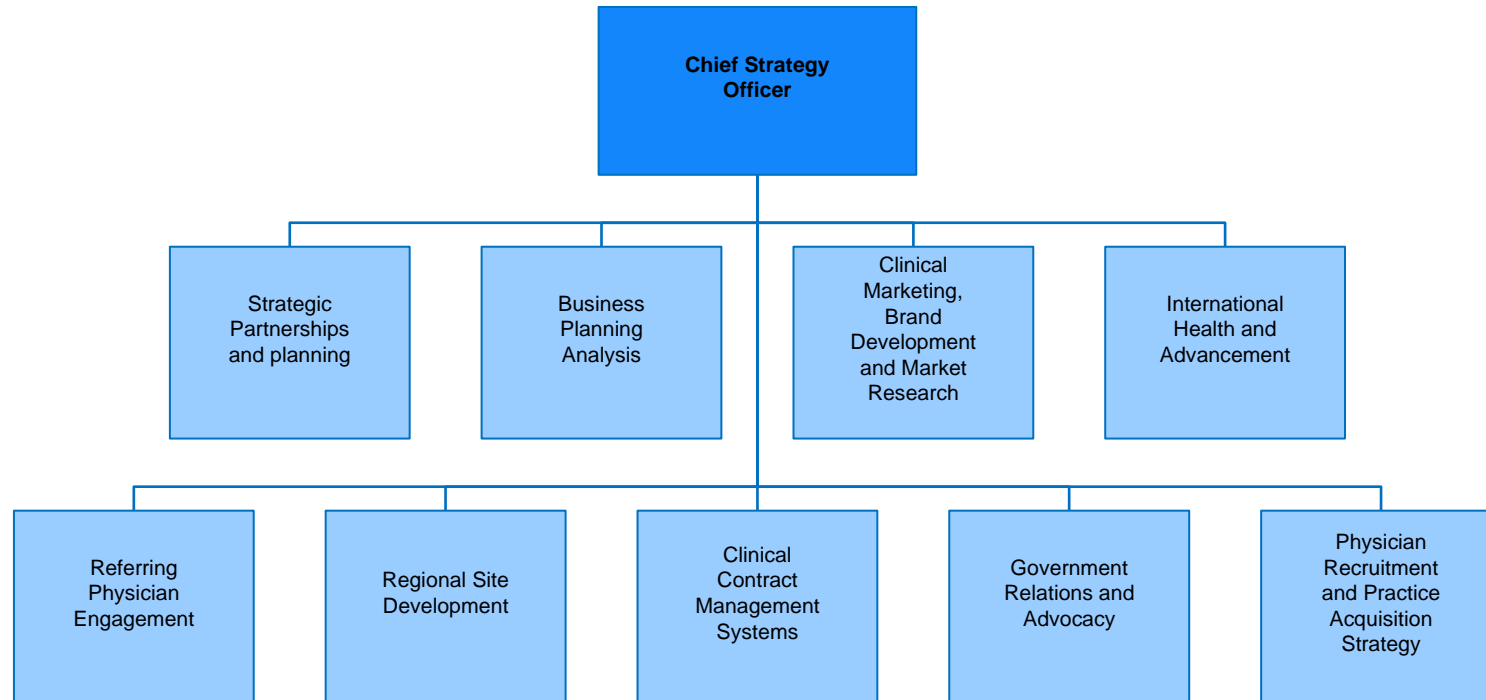 Chief Strategy
Officer
Strategic
Partnerships
and planning
Business
Planning
Analysis
Clinical
Marketing,
Brand
Development
and Market
Research
International
Health and
Advancement
Referring
Physician
Engagement
Regional Site
Development
Clinical
Contract
Management
Systems
Government
Relations and
Advocacy
Physician
Recruitment
and Practice
Acquisition
Strategy